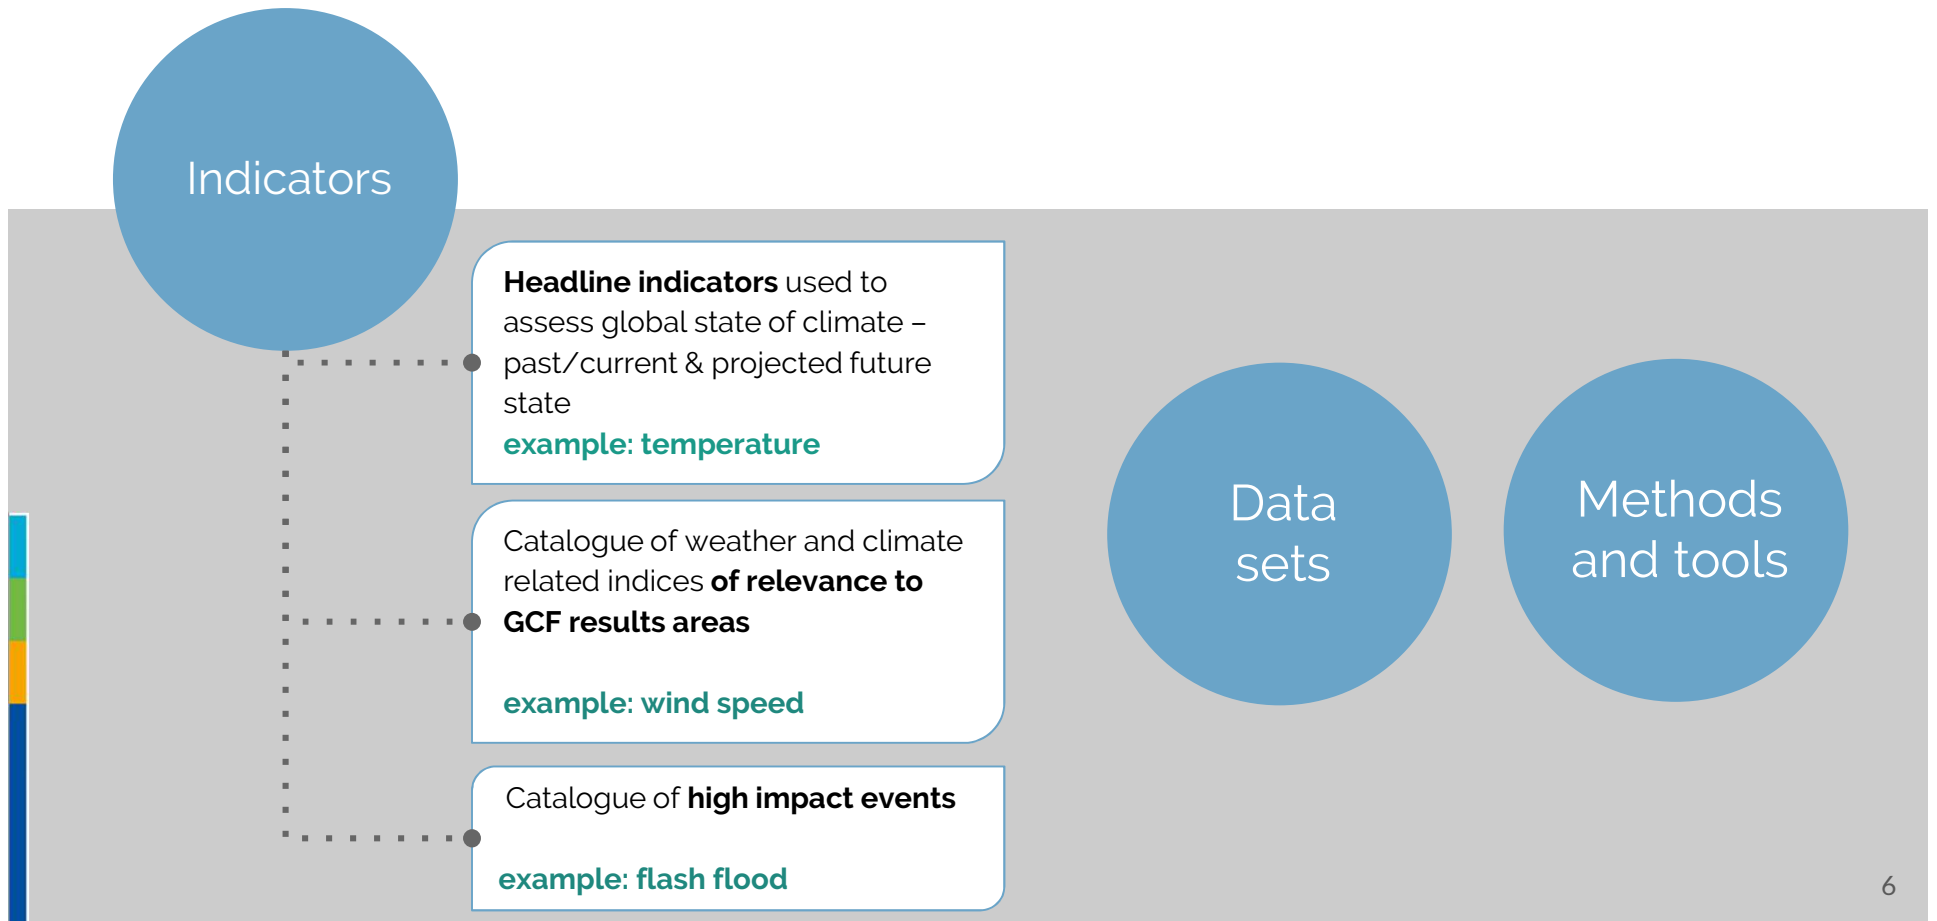 Indicators
Headline indicators used to
assess global state of climate –
past/current & projected future
state
example: temperature
Catalogue of weather and climate
related indices of relevance to
GCF results areas
example: wind speed
Catalogue of high impact events
example: flash flood
Data
sets
Methods
and tools
6